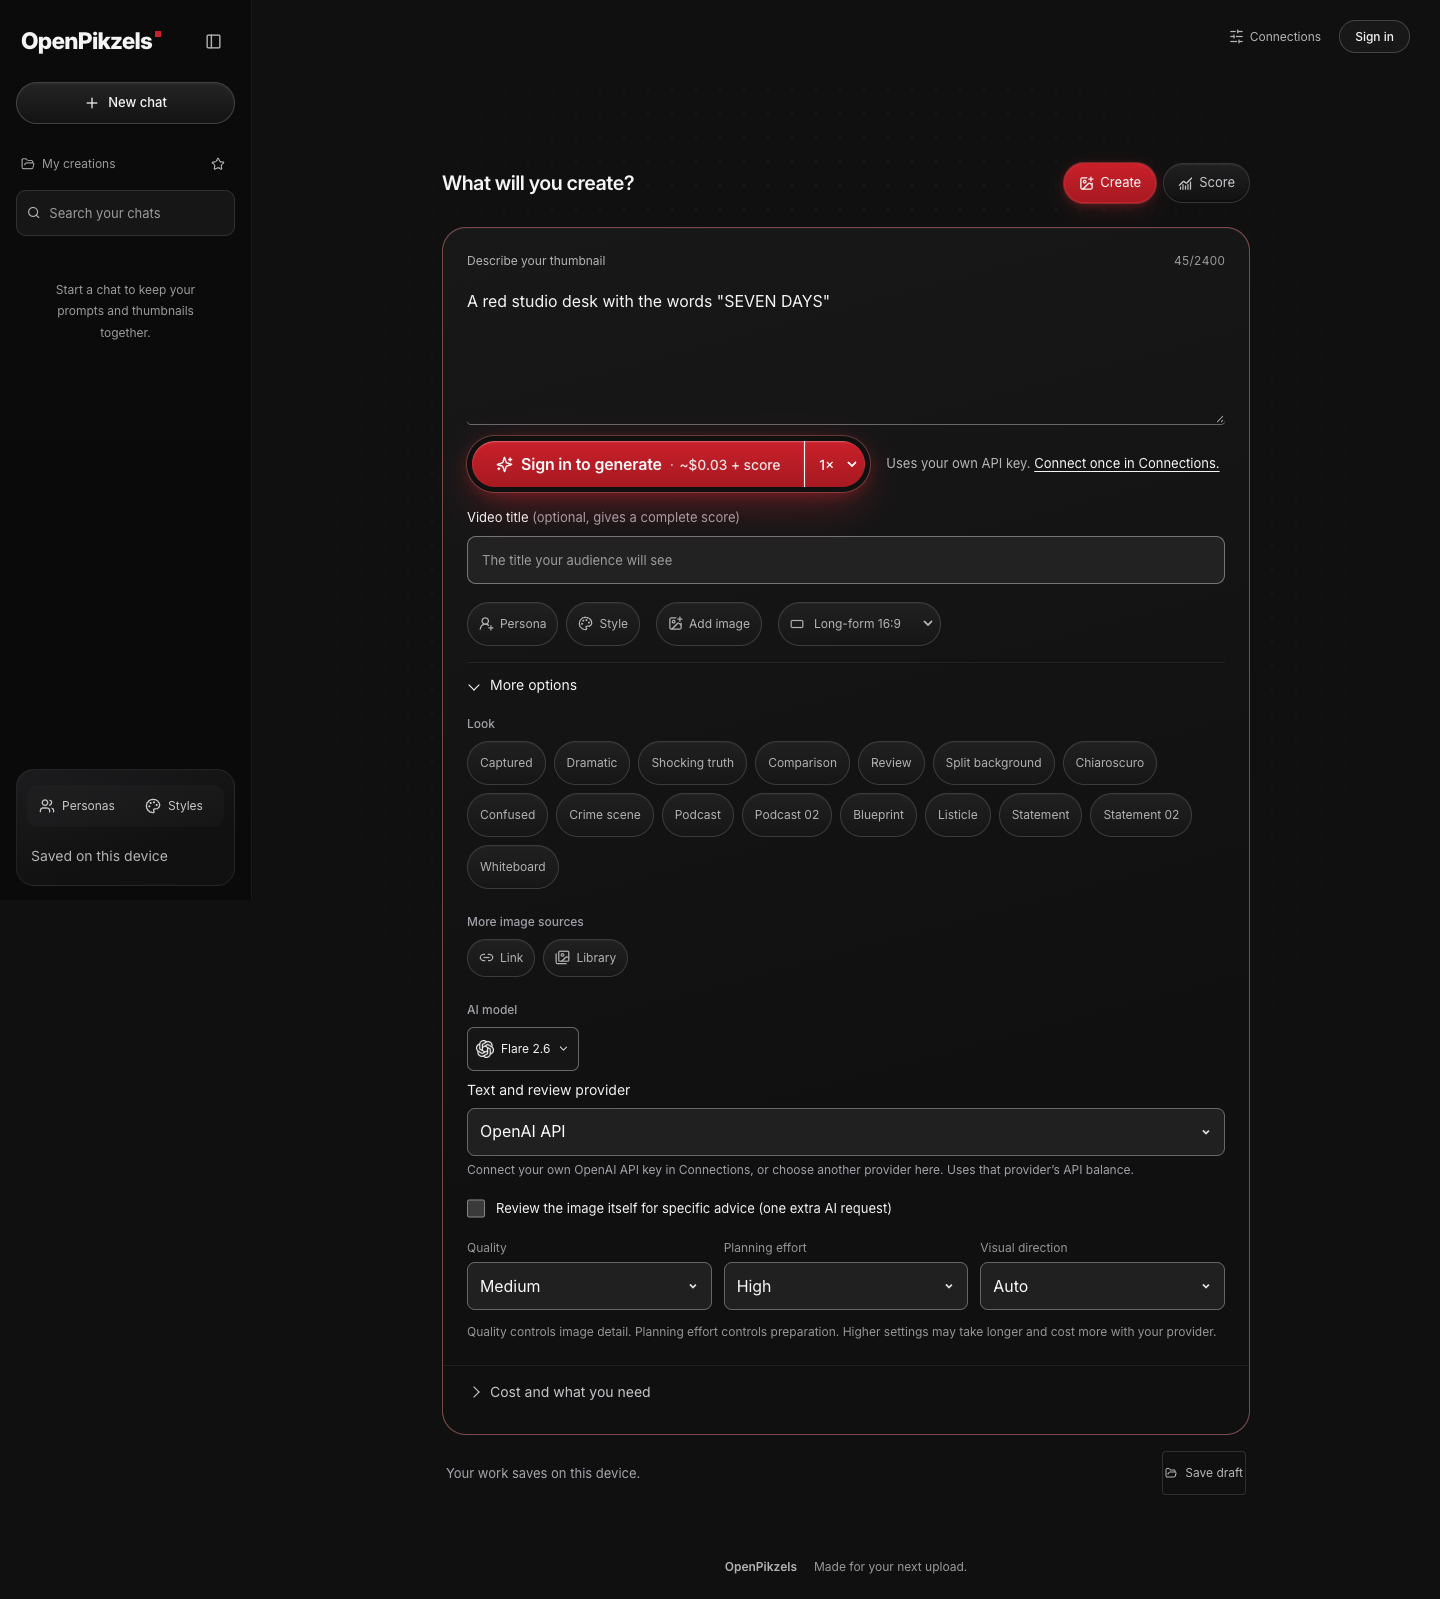 OpenPikzels
Connections
Sign in
New chat
My creations
Search your chats
Start a chat to keep your
prompts and thumbnails
together.
Personas
Styles
Saved on this device
What will you create?
Create
Score
Describe your thumbnail
45/2400
A red studio desk with the words "SEVEN DAYS"
Sign in to generate · ~$0.03 + score
1×
Uses your own API key. Connect once in Connections.
Video title (optional, gives a complete score)
The title your audience will see
Persona
Style
Add image
Long-form 16:9
More options
Look
Captured
Dramatic
Shocking truth
Comparison
Review
Split background
Chiaroscuro
Confused
Crime scene
Podcast
Podcast 02
Blueprint
Listicle
Statement
Statement 02
Whiteboard
More image sources
Link
Library
AI model
Flare 2.6
Text and review provider
OpenAI API
Connect your own OpenAI API key in Connections, or choose another provider here. Uses that provider’s API balance.
Review the image itself for specific advice (one extra AI request)
Quality
Planning effort
Visual direction
Medium
High
Auto
Quality controls image detail. Planning effort controls preparation. Higher settings may take longer and cost more with your provider.
Cost and what you need
Your work saves on this device.
Save draft
OpenPikzels
Made for your next upload.